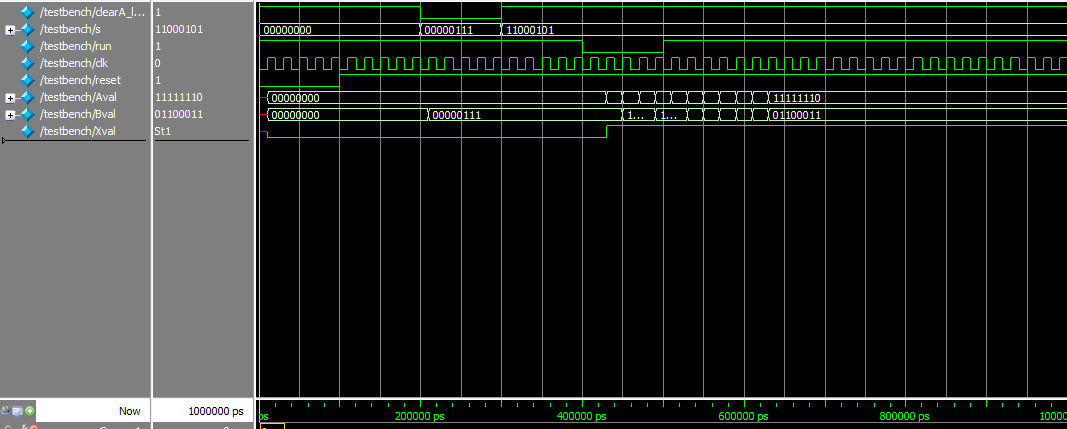 /testbench/clearA_l... 1
/testbench/s 11000101 00000000 00000111 11000101
/testbench/run 1
/testbench/clk 0
/testbench/reset 1
/testbench/Aval 11111110 00000000 11111110
/testbench/Bval 01100011 00000000 00000111 1... 1... 01100011
/testbench/Xval St1
Now 1000000 ps ps 200000 ps 400000 ps 600000 ps 800000 ps 10000